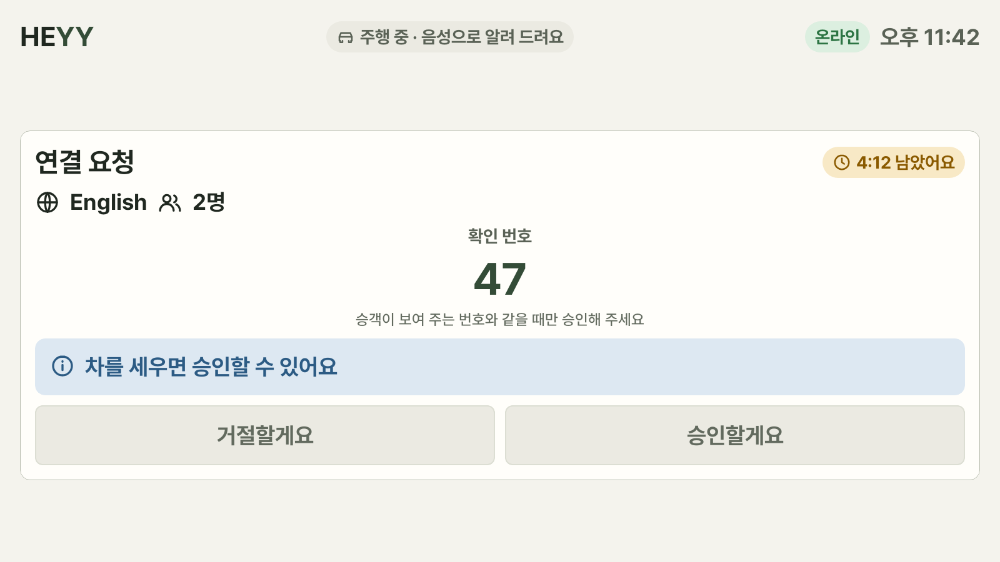 HEYY
주행 중 · 음성으로 알려 드려요
온라인 오후 11:42
연결 요청
4:12 남았어요
English 2명
확인 번호
47
승객이 보여 주는 번호와 같을 때만 승인해 주세요
차를 세우면 승인할 수 있어요
거절할게요
승인할게요